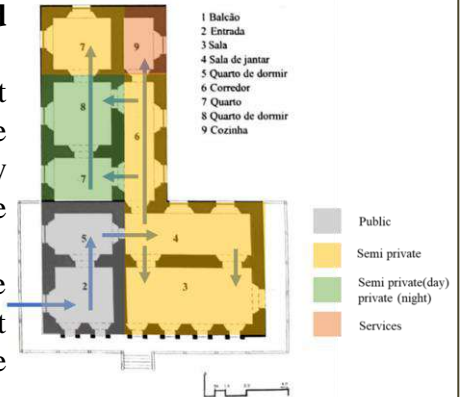 d
t
e
y
e
e
t
e
1 Balcão
2 Entrada
3 Sala
4 Sala de jantar
5 Quarto de dormir
6 Corredor
7 Quarto
8 Quarto de dormir
9 Cozinha
7
9
8
6
7
5
4
2
3
Public
Semi private
Semi private(day)
private (night)
Services